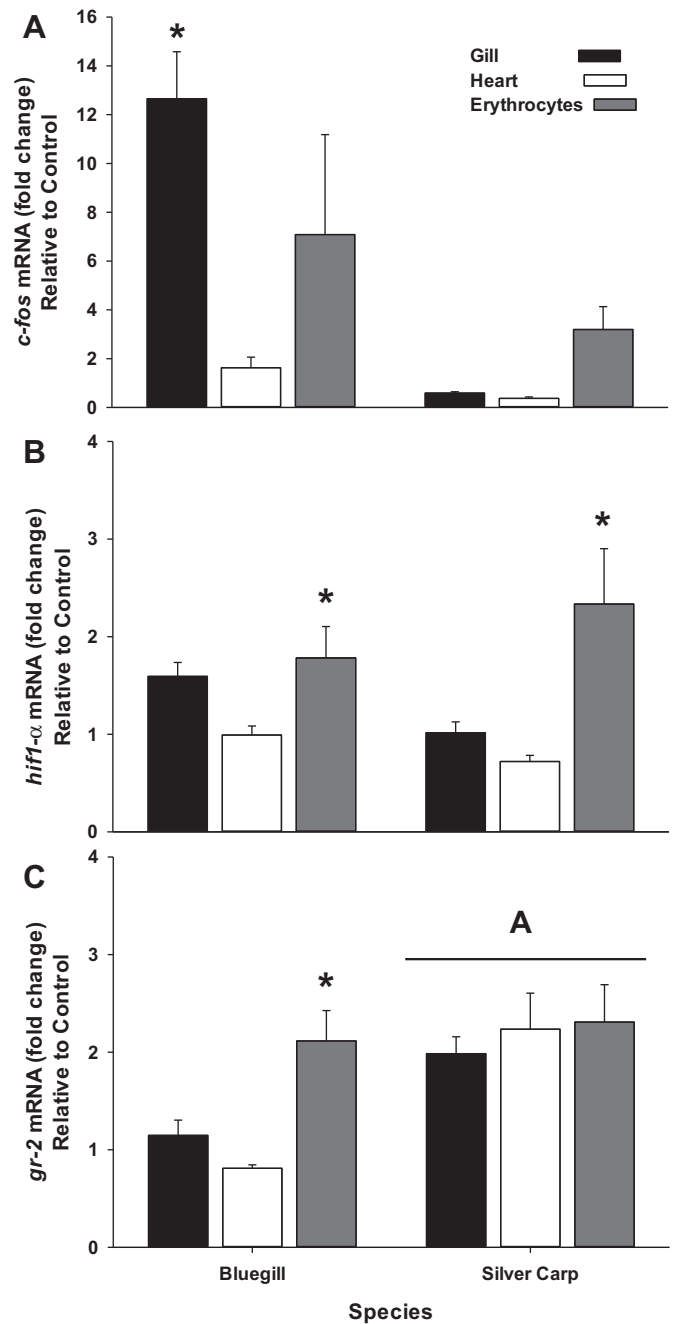 A
16
14
12
10
8
6
4
2
0
c-fos mRNA (fold change)
Relative to Control
*
Gill
Heart
Erythrocytes
B
4
3
2
1
0
hif1-α mRNA (fold change)
Relative to Control
*
*
C
4
3
2
1
0
gr-2 mRNA (fold change)
Relative to Control
*
A
Bluegill
Silver Carp
Species